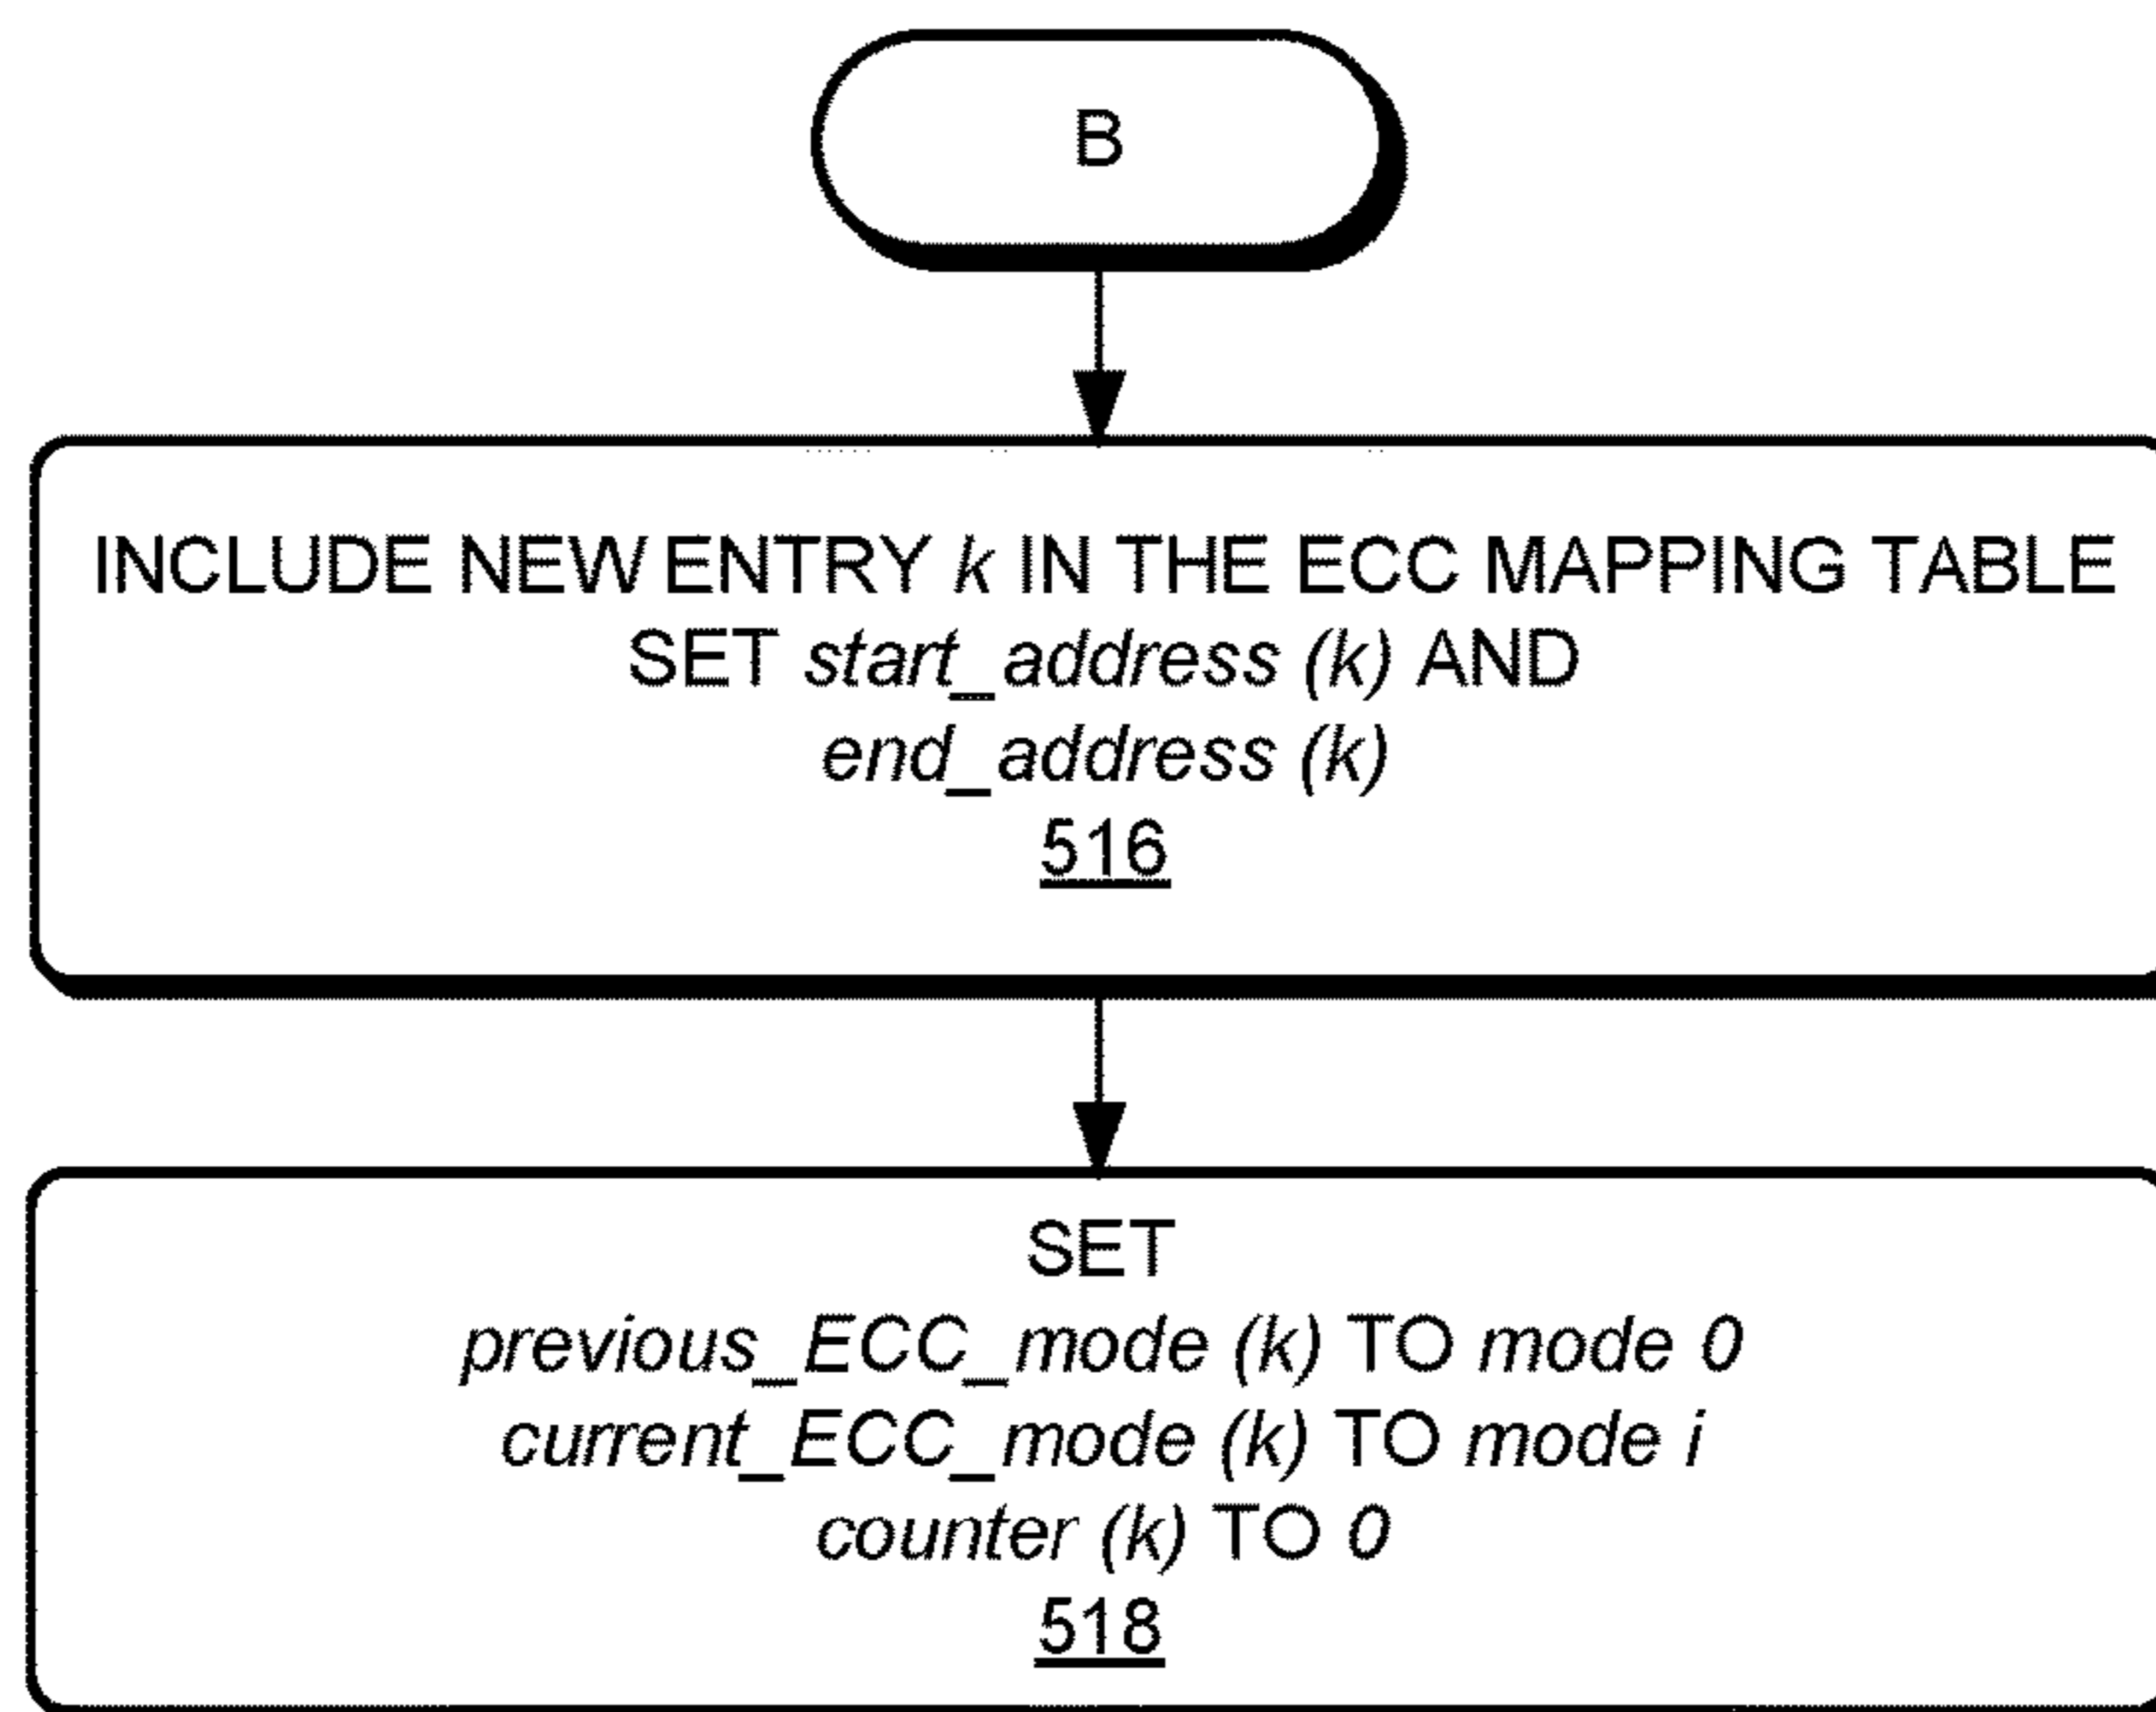 B
INCLUDE NEW ENTRY k IN THE ECC MAPPING TABLE
SET start_address (k) AND
end_address (k)
516
SET
previous_ECC_mode (k) TO mode 0
current_ECC_mode (k) TO mode i
counter (k) TO 0
518